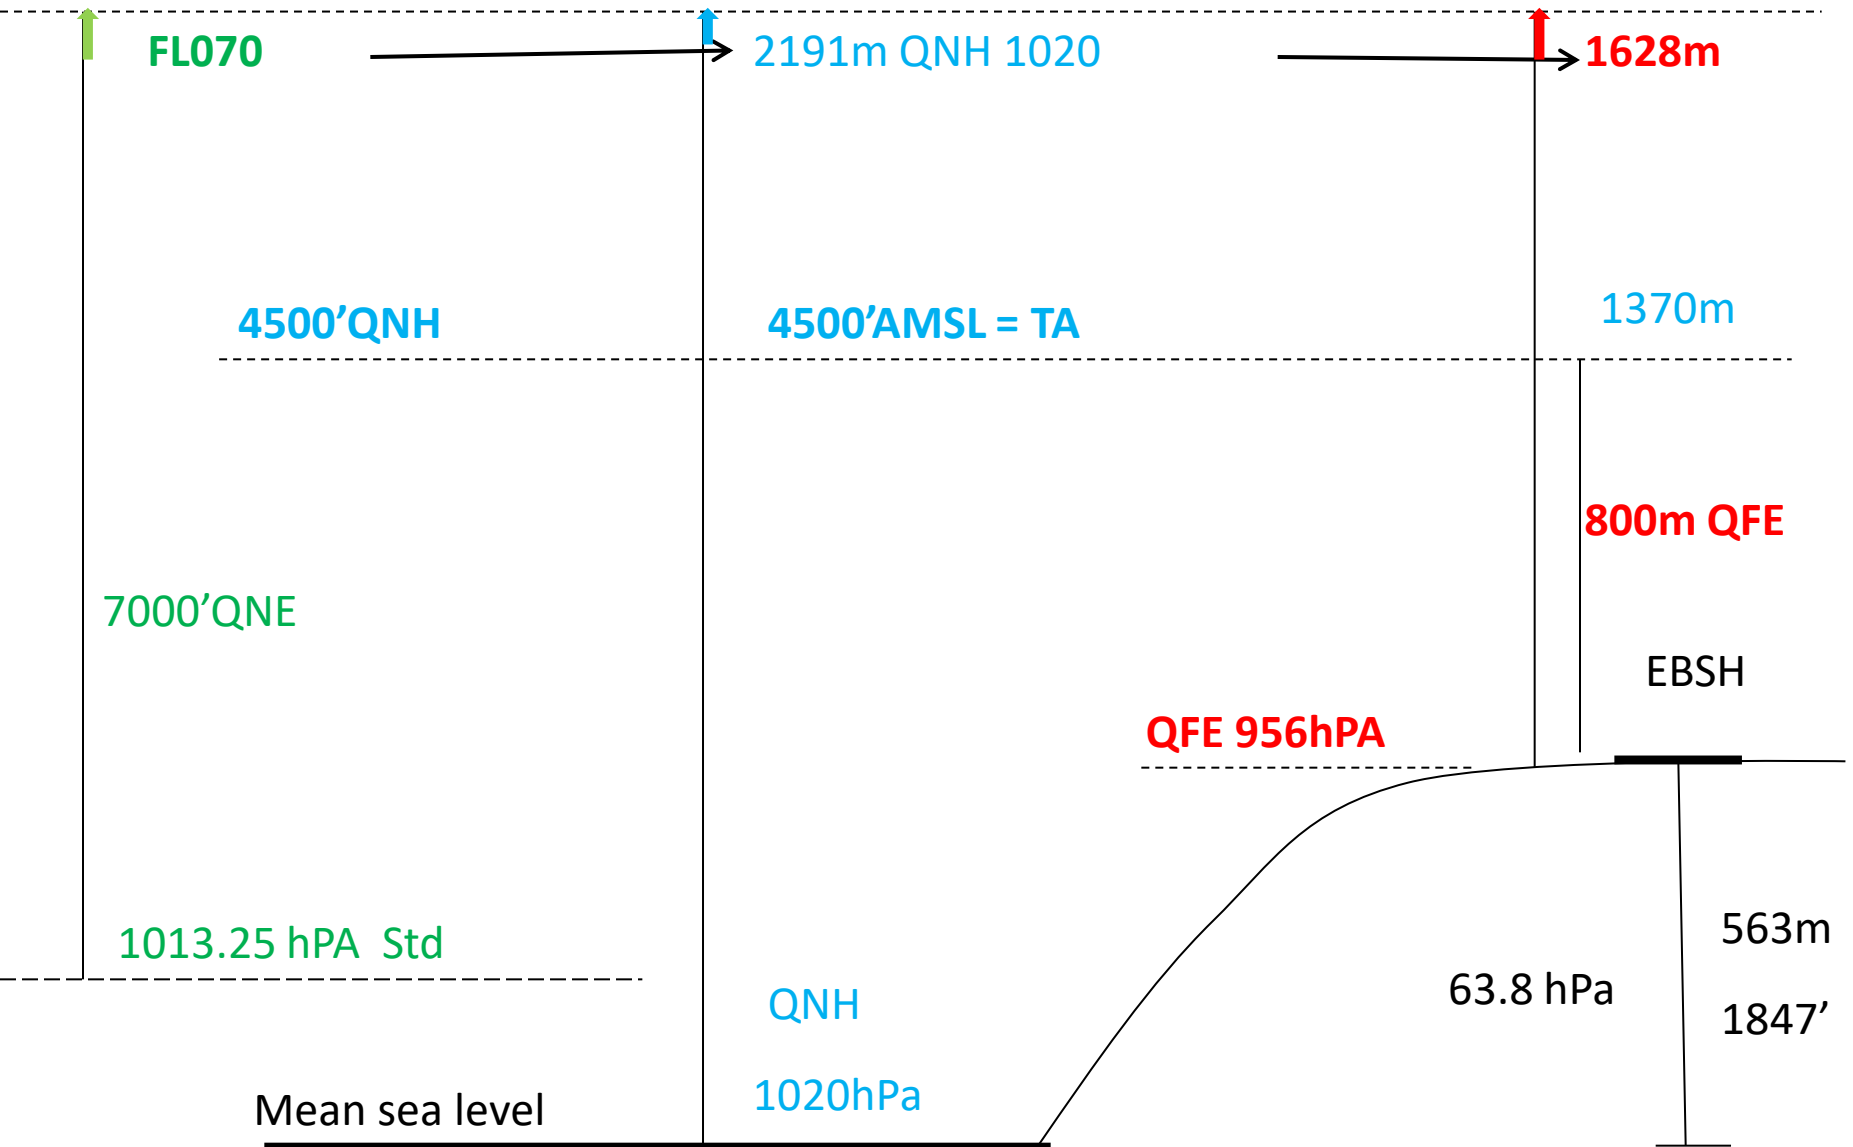 FL070
2191m QNH 1020
1628m
4500’QNH
4500’AMSL = TA
1370m
800m QFE
7000’QNE
EBSH
QFE 956hPA
1013.25 hPA  Std
563m
63.8 hPa
QNH
1847’
1020hPa
Mean sea level